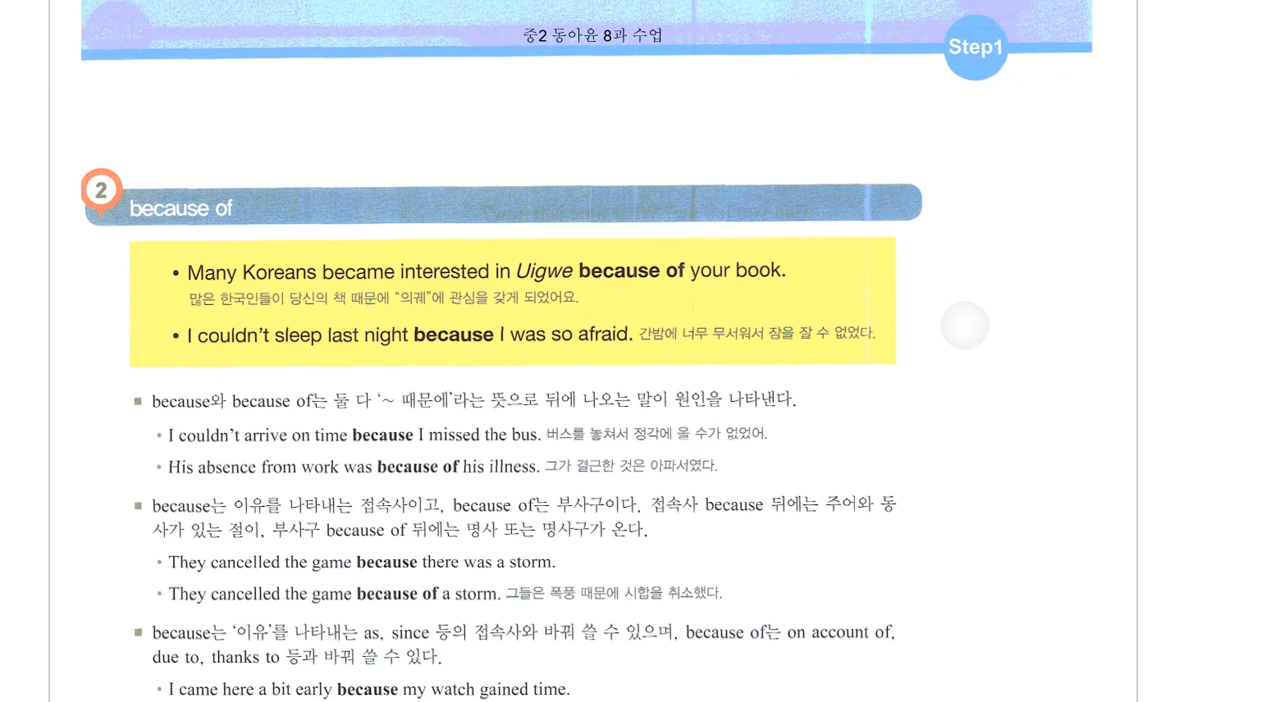 중2 동아윤 8과 수업
Step1
2
because of
• Many Koreans became interested in Uigwe because of your book.
많은 한국인들이 당신의 책 때문에 “의궤”에 관심을 갖게 되었어요.
• I couldn’t sleep last night because I was so afraid. 간밤에 너무 무서워서 잠을 잘 수 없었다.
■ because와 because of는 둘 다 ‘～ 때문에’라는 뜻으로 뒤에 나오는 말이 원인을 나타낸다.
• I couldn’t arrive on time because I missed the bus. 버스를 놓쳐서 정각에 올 수가 없었어.
• His absence from work was because of his illness. 그가 결근한 것은 아파서였다.
■ because는 이유를 나타내는 접속사이고, because of는 부사구이다. 접속사 because 뒤에는 주어와 동
사가 있는 절이, 부사구 because of 뒤에는 명사 또는 명사구가 온다.
• They cancelled the game because there was a storm.
• They cancelled the game because of a storm. 그들은 폭풍 때문에 시합을 취소했다.
■ because는 ‘이유’를 나타내는 as, since 등의 접속사와 바꿔 쓸 수 있으며, because of는 on account of,
due to, thanks to 등과 바꿔 쓸 수 있다.
• I came here a bit early because my watch gained time.